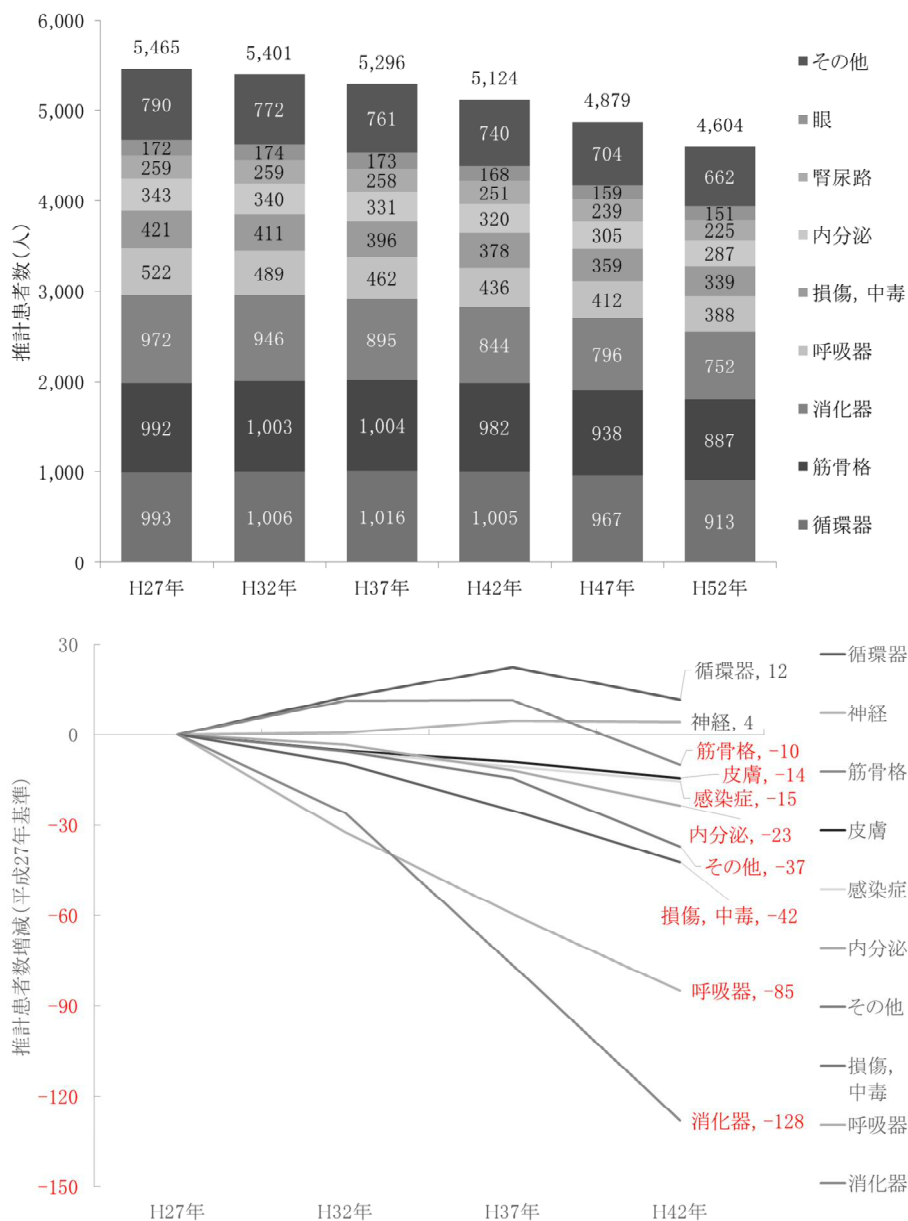 6,000
5,000
4,000
3,000
2,000
1,000
0
推計患者数(人)
5,465
5,401
5,296
5,124
4,879
4,604
790
772
761
740
704
662
172
174
173
168
159
151
259
259
258
251
239
225
343
340
331
320
305
287
421
411
396
378
359
339
522
489
462
436
412
388
972
946
895
844
796
752
992
1,003
1,004
982
938
887
993
1,006
1,016
1,005
967
913
H27年
H32年
H37年
H42年
H47年
H52年
その他
眼
腎尿路
内分泌
損傷, 中毒
呼吸器
消化器
筋骨格
循環器
30
0
-30
-60
-90
-120
-150
推計患者数増減(平成27年基準)
循環器, 12
神経, 4
筋骨格, -10
皮膚, -14
感染症, -15
内分泌, -23
その他, -37
損傷, 中毒, -42
呼吸器, -85
消化器, -128
H27年
H32年
H37年
H42年
循環器
神経
筋骨格
皮膚
感染症
内分泌
その他
損傷,
中毒
呼吸器
消化器